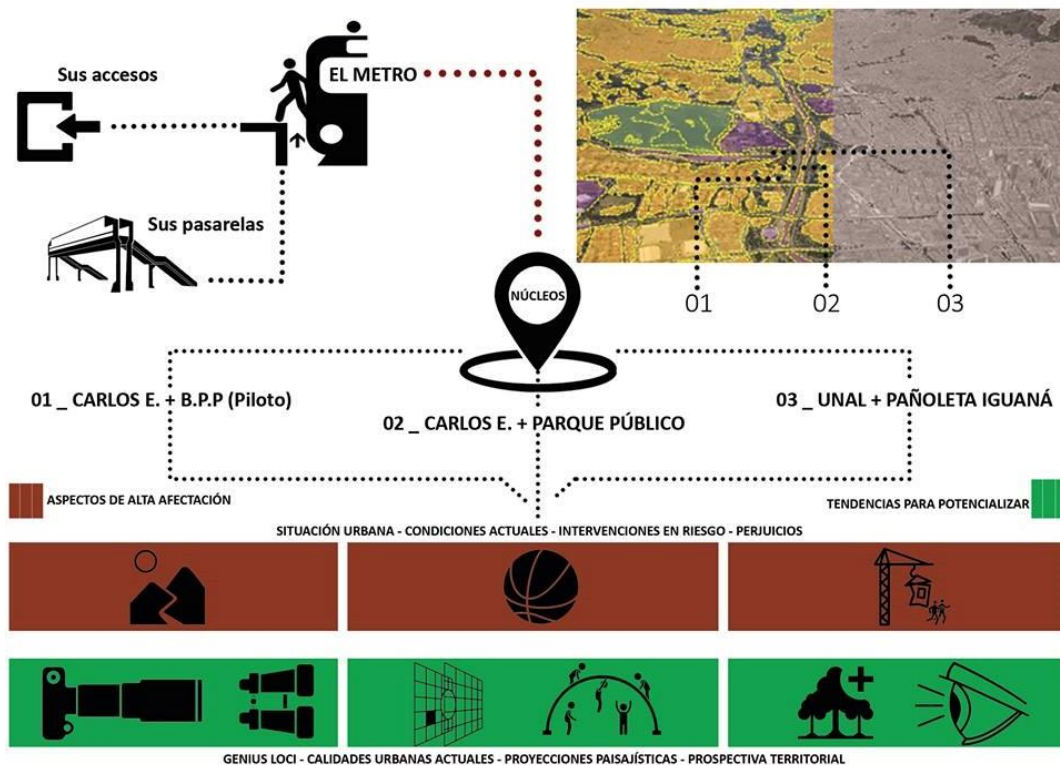 Sus accesos
EL METRO
Sus pasarelas
01
02
03
NÚCLEOS
01 _ CARLOS E. + B.P.P (Piloto)
02 _ CARLOS E. + PARQUE PÚBLICO
03 _ UNAL + PAÑOLETA IGUANÁ
ASPECTOS DE ALTA AFECTACIÓN
TENDENCIAS PARA POTENCIALIZAR
SITUACIÓN URBANA - CONDICIONES ACTUALES - INTERVENCIONES EN RIESGO - PERJUICIOS
GENIUS LOCI - CALIDADES URBANAS ACTUALES - PROYECCIONES PAISAJÍSTICAS - PROSPECTIVA TERRITORIAL